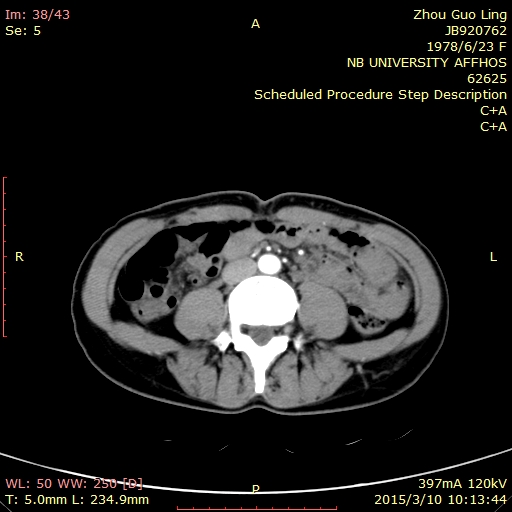 Im: 38/43
Se: 5
A
Zhou Guo Ling
JB920762
1978/6/23 F
NB UNIVERSITY AFFHOS
62625
Scheduled Procedure Step Description
C+A
C+A
R
L
WL: 50 WW: 250 [D]
T: 5.0mm L: 234.9mm
P
397mA 120kV
2015/3/10 10:13:44